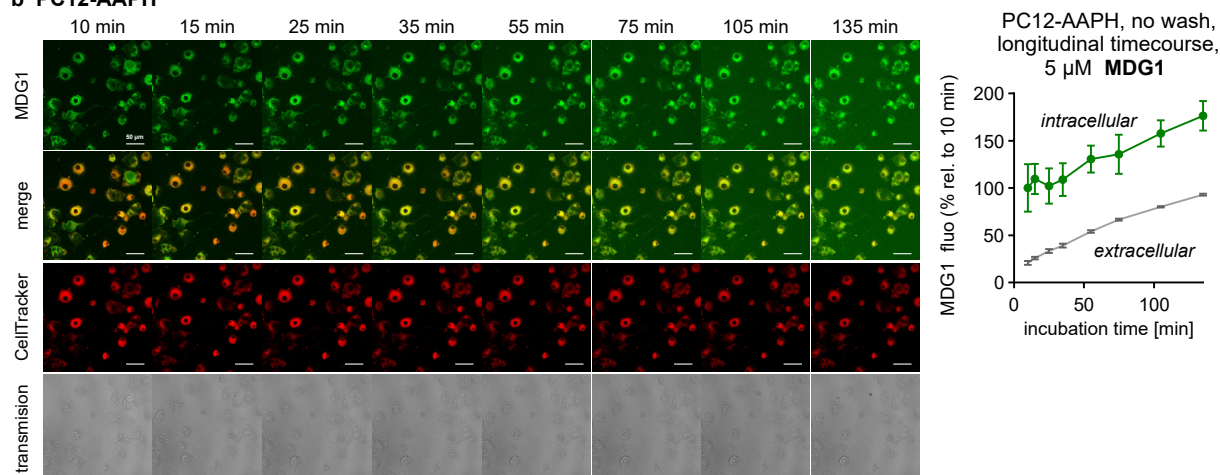 b PC12-AAPH
10 min 15 min 25 min 35 min 55 min 75 min 105 min 135 min
MDG1
50 µm
merge
CellTracker
transmision
PC12-AAPH, no wash,
longitudinal timecourse,
5 µM MDG1
MDG1 fluo (% rel. to 10 min)
200
150
100
50
0
intracellular
extracellular
0 50 100
incubation time [min]